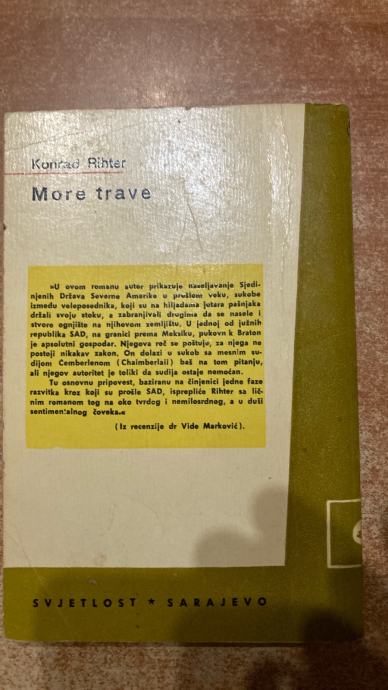 Konrad Rihter
More trave
»U ovom romanu autor prikazuje naseljavanje Sjedi-
njenih Država Severne Amerike u prošlom veku, sukobe
između veleposednika, koji su na hiljadama jutara pašnjaka
držali svoju stoku, a zabranjivali drugima da se nasele i
stvore ognjište na njihovom zemljištu. U jednoj od južnih
republika SAD, na granici prema Meksiku, pukovn k Braton
je apsolutni gospodar. Njegova reč se poštuje, za njega ne
postoji nikakav zakon. On dolazi u sukob sa mesnim su-
dijom Čemberlenom (Chaimberlail) baš na tom pitanju,
ali njegov autoritet je toliki da sudija ostaje nemoćan.
Tu osnovnu pripovest, baziranu na činjenici jedne faze
razvitka kroz koji su prošle SAD, isprepliće Rihter sa lič-
nim romanom tog na oko tvrdog i nemilosrdnog, a u duši
sentimentalnog čoveka.«
(Iz recenzije dr Vide Marković).
SVJETLOST ★ SARAJEVO